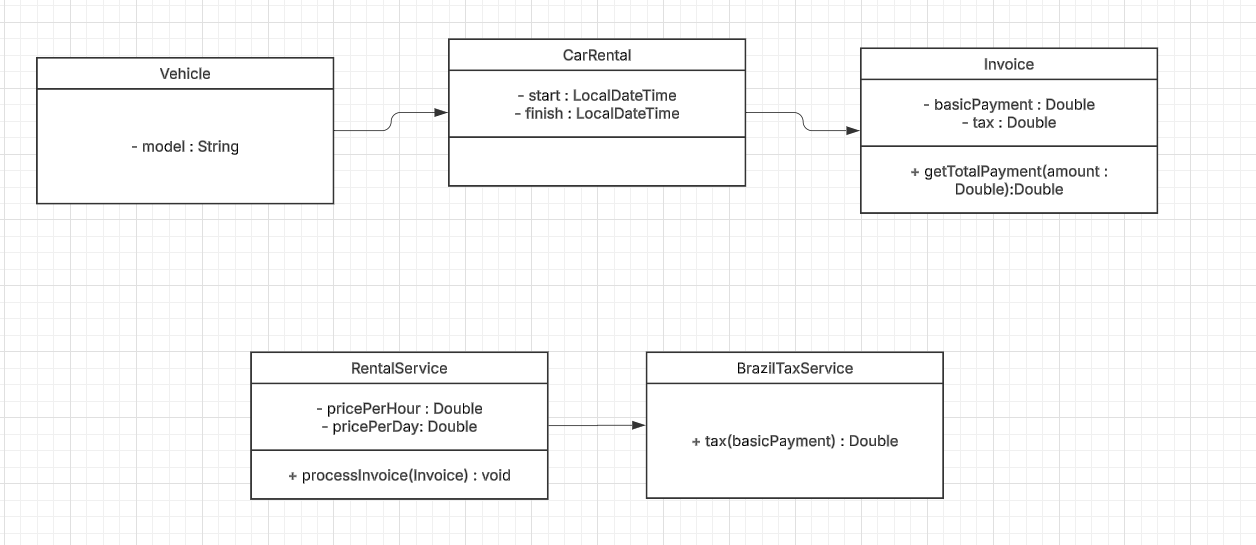 Vehicle
- model : String
CarRental
- start : LocalDateTime
- finish : LocalDateTime
Invoice
- basicPayment : Double
- tax : Double
+ getTotalPayment(amount :
Double):Double
RentalService
- pricePerHour : Double
- pricePerDay: Double
+ processInvoice(Invoice) : void
BrazilTaxService
+ tax(basicPayment) : Double